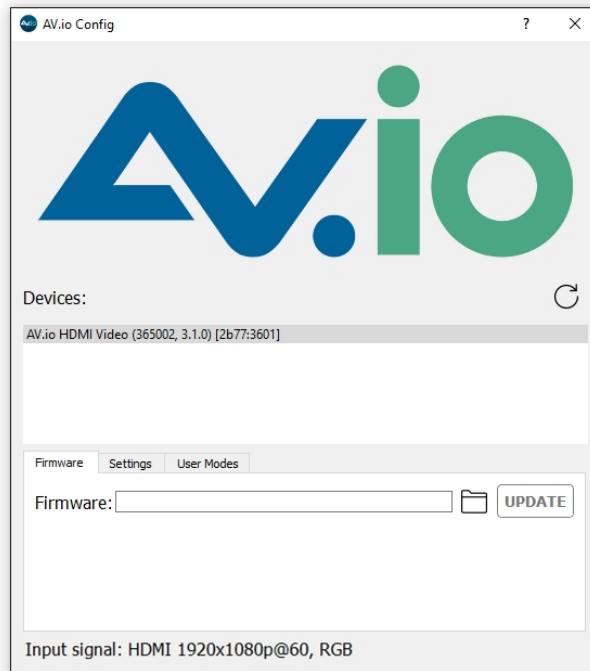 AV.io Config
AV.io
Devices:
AV.io HDMI Video (365002, 3.1.0) [2b77:3601]
Firmware Settings User Modes
Firmware: UPDATE
Input signal: HDMI 1920x1080p@60, RGB